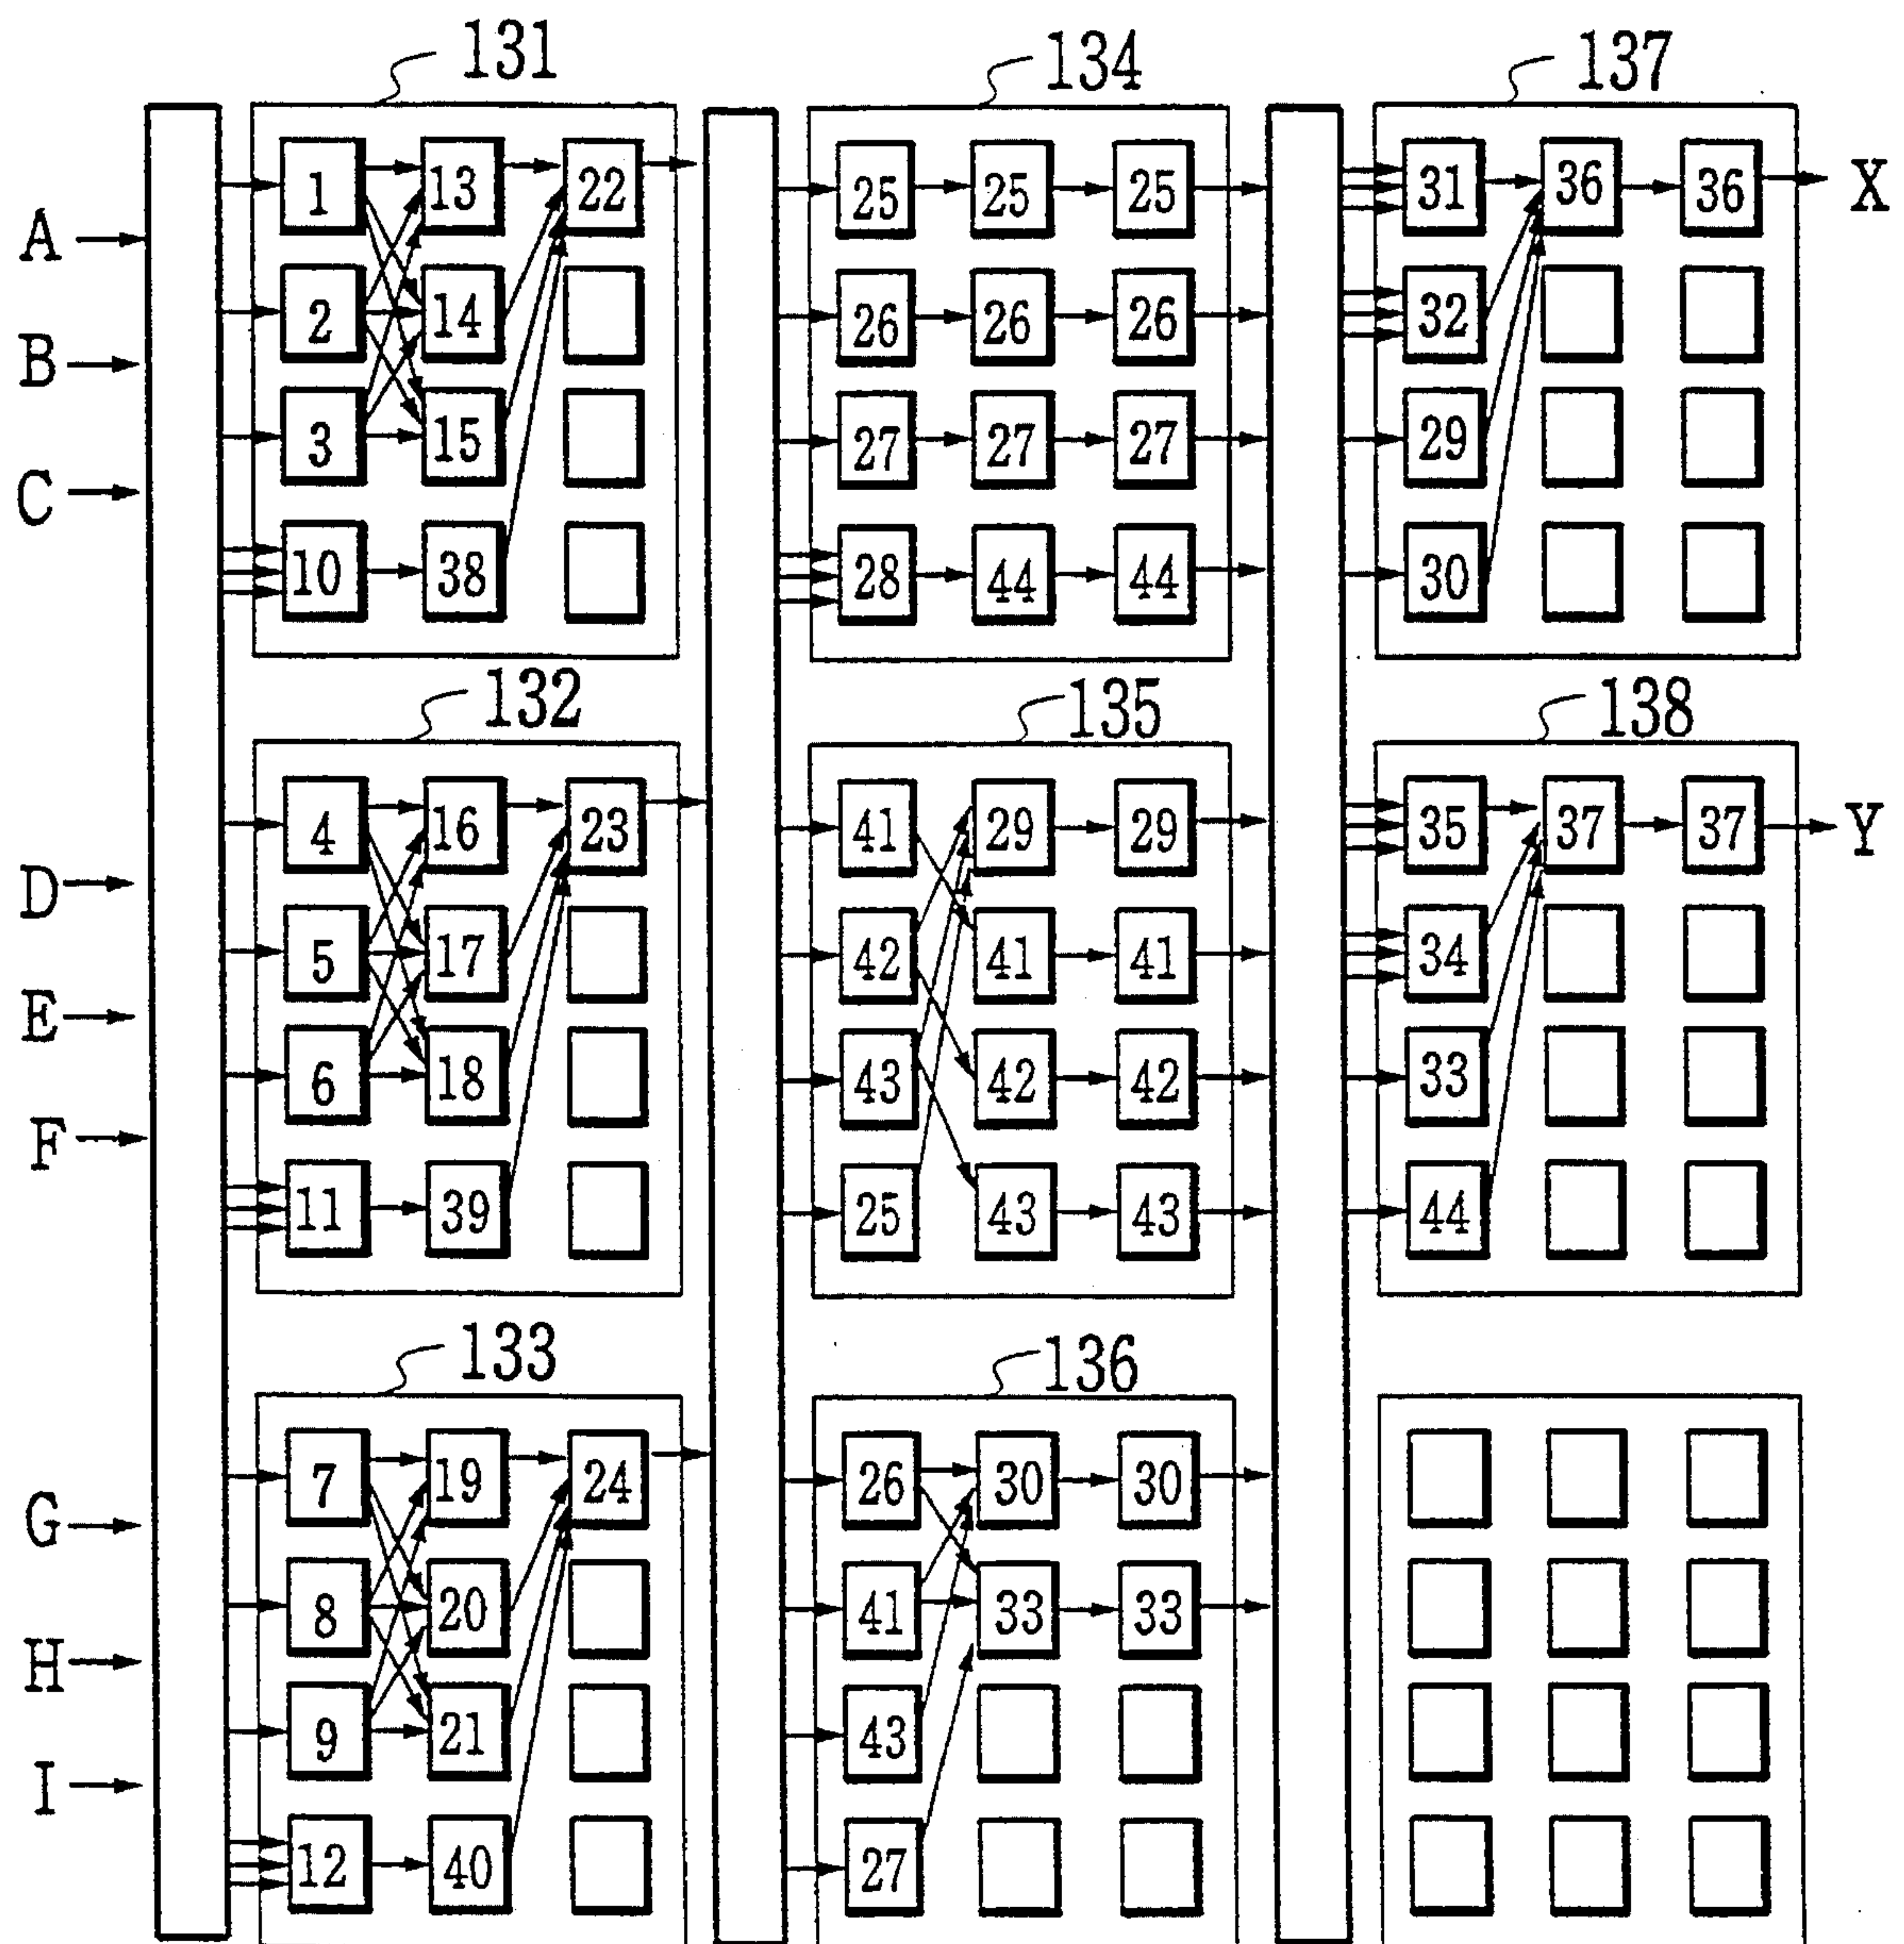 131 134 137
1 13 22 25 25 25 31 36 36 X
A
2 14 26 26 26 32
B
3 15 27 27 27 29
C
10 38 28 44 44 30
132 135 138
4 16 23 41 29 29 35 37 37 Y
D
5 17 42 41 41 34
E
6 18 43 42 42 33
F
11 39 25 43 43 44
133 136
7 19 24 26 30 30
G
8 20 41 33 33
H
9 21 43
I
12 40 27